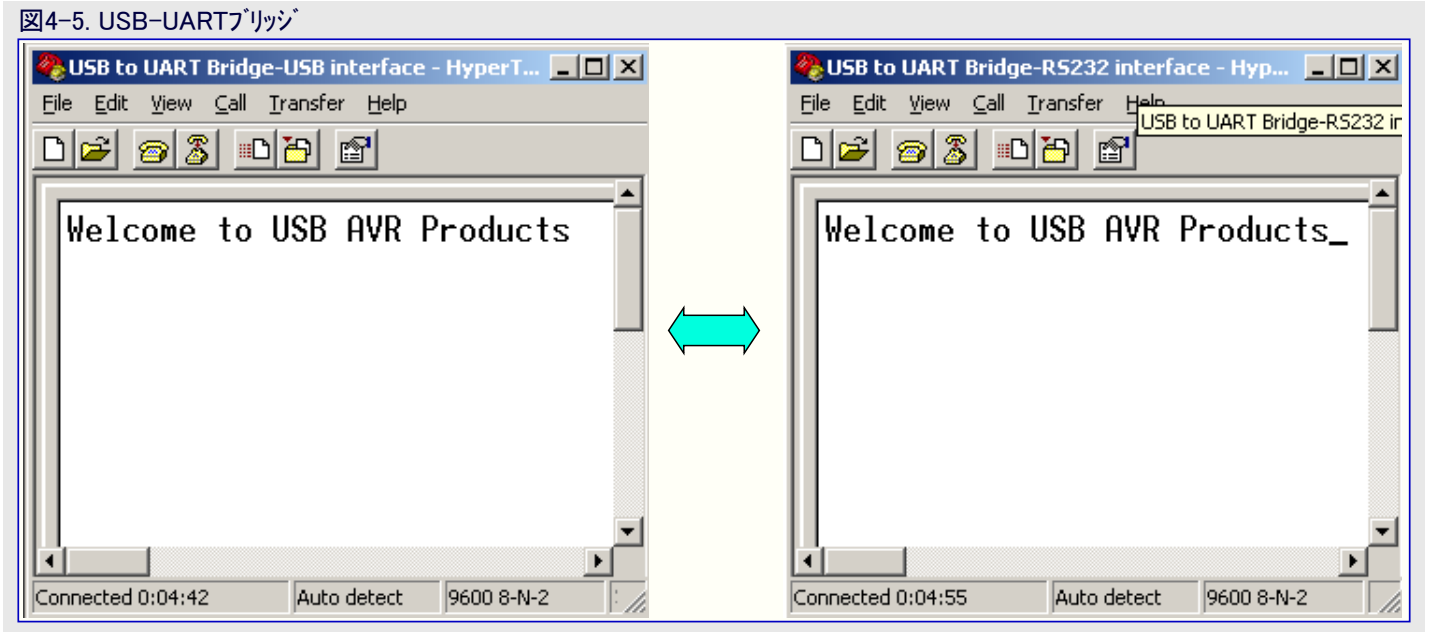 図4-5. USB-UARTﾌﾞﾘｯｼﾞ
USB to UART Bridge-USB interface - HyperT...
File Edit View Call Transfer Help
Welcome to USB AVR Products
Connected 0:04:42 Auto detect 9600 8-N-2
USB to UART Bridge-RS232 interface - Hyp...
File Edit View Call Transfer Help
USB to UART Bridge-RS232 in
Welcome to USB AVR Products_
Connected 0:04:55 Auto detect 9600 8-N-2